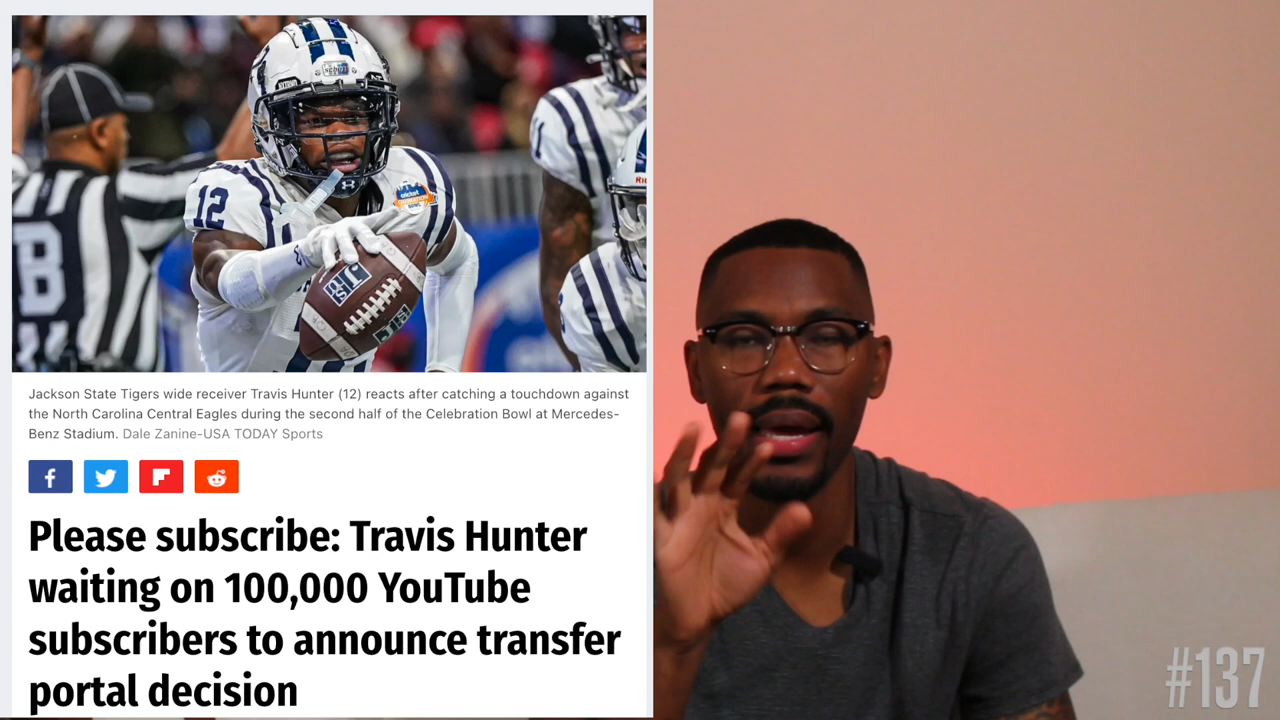 12
B
Jackson State Tigers wide receiver Travis Hunter (12) reacts after catching a touchdown against
the North Carolina Central Eagles during the second half of the Celebration Bowl at Mercedes-
Benz Stadium. Dale Zanine-USA TODAY Sports
Please subscribe: Travis Hunter
waiting on 100,000 YouTube
subscribers to announce transfer
portal decision
#137